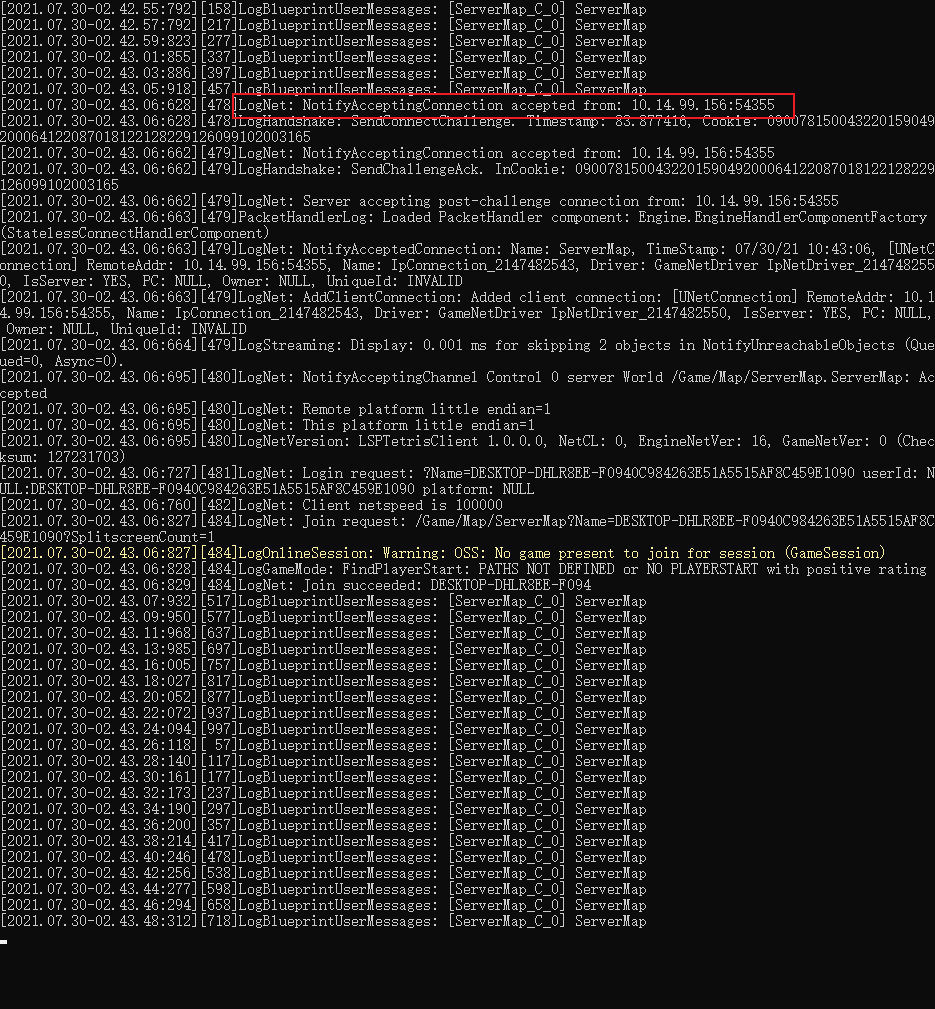 [2021.07.30-02.42.55:792][158]LogBlueprintUserMessages: [ServerMap_C_0] ServerMap
[2021.07.30-02.42.57:792][217]LogBlueprintUserMessages: [ServerMap_C_0] ServerMap
[2021.07.30-02.42.59:823][277]LogBlueprintUserMessages: [ServerMap_C_0] ServerMap
[2021.07.30-02.43.01:855][337]LogBlueprintUserMessages: [ServerMap_C_0] ServerMap
[2021.07.30-02.43.03:886][397]LogBlueprintUserMessages: [ServerMap_C_0] ServerMap
[2021.07.30-02.43.05:918][457]LogBlueprintUserMessages: [ServerMap_C_0] ServerMap
[2021.07.30-02.43.06:628][478]LogNet: NotifyAcceptingConnection accepted from: 10.14.99.156:54355
[2021.07.30-02.43.06:628][478]LogHandshake: SendConnectChallenge. Timestamp: 83.877416, Cookie: 090078150043220159049
2000641220870181221282291260991020031​65
[2021.07.30-02.43.06:662][479]LogNet: NotifyAcceptingConnection accepted from: 10.14.99.156:54355
[2021.07.30-02.43.06:662][479]LogHandshake: SendChallengeAck. InCookie: 090078150043220159049200064122087018122128229
126099102003165
[2021.07.30-02.43.06:662][479]LogNet: Server accepting post-challenge connection from: 10.14.99.156:54355
[2021.07.30-02.43.06:663][479]PacketHandlerLog: Loaded PacketHandler component: Engine.EngineHandlerComponentFactory
(StatelessConnectHandlerComponent)
[2021.07.30-02.43.06:663][479]LogNet: NotifyAcceptedConnection: Name: ServerMap, TimeStamp: 07/30/21 10:43:06, [UNetC
onnection] RemoteAddr: 10.14.99.156:54355, Name: IpConnection_2147482543, Driver: GameNetDriver IpNetDriver_214748255
0, IsServer: YES, PC: NULL, Owner: NULL, UniqueId: INVALID
[2021.07.30-02.43.06:663][479]LogNet: AddClientConnection: Added client connection: [UNetConnection] RemoteAddr: 10.1
4.99.156:54355, Name: IpConnection_2147482543, Driver: GameNetDriver IpNetDriver_2147482550, IsServer: YES, PC: NULL,
Owner: NULL, UniqueId: INVALID
[2021.07.30-02.43.06:664][479]LogStreaming: Display: 0.001 ms for skipping 2 objects in NotifyUnreachableObjects (Que
ued=0, Async=0).
[2021.07.30-02.43.06:695][480]LogNet: NotifyAcceptingChannel Control 0 server World /Game/Map/ServerMap.ServerMap: Ac
cepted
[2021.07.30-02.43.06:695][480]LogNet: Remote platform little endian=1
[2021.07.30-02.43.06:695][480]LogNet: This platform little endian=1
[2021.07.30-02.43.06:695][480]LogNetVersion: LSPTetrisClient 1.0.0.0, NetCL: 0, EngineNetVer: 16, GameNetVer: 0 (Chec
ksum: 127231703)
[2021.07.30-02.43.06:727][481]LogNet: Login request: ?Name=DESKTOP-DHLR8EE-F0940C984263E51A5515AF8C459E1090 userId: N
ULL:DESKTOP-DHLR8EE-F0940C984263E51A5515AF8C459E1090 platform: NULL
[2021.07.30-02.43.06:760][482]LogNet: Client netspeed is 100000
[2021.07.30-02.43.06:827][484]LogNet: Join request: /Game/Map/ServerMap?Name=DESKTOP-DHLR8EE-F0940C984263E51A5515AF8C
459E1090?SplitscreenCount=1
[2021.07.30-02.43.06:827][484]LogOnlineSession: Warning: OSS: No game present to join for session (GameSession)
[2021.07.30-02.43.06:828][484]LogGameMode: FindPlayerStart: PATHS NOT DEFINED or NO PLAYERSTART with positive rating
[2021.07.30-02.43.06:829][484]LogNet: Join succeeded: DESKTOP-DHLR8EE-F094
[2021.07.30-02.43.07:932][517]LogBlueprintUserMessages: [ServerMap_C_0] ServerMap
[2021.07.30-02.43.09:950][577]LogBlueprintUserMessages: [ServerMap_C_0] ServerMap
[2021.07.30-02.43.11:968][637]LogBlueprintUserMessages: [ServerMap_C_0] ServerMap
[2021.07.30-02.43.13:985][697]LogBlueprintUserMessages: [ServerMap_C_0] ServerMap
[2021.07.30-02.43.16:005][757]LogBlueprintUserMessages: [ServerMap_C_0] ServerMap
[2021.07.30-02.43.18:027][817]LogBlueprintUserMessages: [ServerMap_C_0] ServerMap
[2021.07.30-02.43.20:052][877]LogBlueprintUserMessages: [ServerMap_C_0] ServerMap
[2021.07.30-02.43.22:072][937]LogBlueprintUserMessages: [ServerMap_C_0] ServerMap
[2021.07.30-02.43.24:094][997]LogBlueprintUserMessages: [ServerMap_C_0] ServerMap
[2021.07.30-02.43.26:118][ 57]LogBlueprintUserMessages: [ServerMap_C_0] ServerMap
[2021.07.30-02.43.28:140][117]LogBlueprintUserMessages: [ServerMap_C_0] ServerMap
[2021.07.30-02.43.30:161][177]LogBlueprintUserMessages: [ServerMap_C_0] ServerMap
[2021.07.30-02.43.32:173][237]LogBlueprintUserMessages: [ServerMap_C_0] ServerMap
[2021.07.30-02.43.34:190][297]LogBlueprintUserMessages: [ServerMap_C_0] ServerMap
[2021.07.30-02.43.36:200][357]LogBlueprintUserMessages: [ServerMap_C_0] ServerMap
[2021.07.30-02.43.38:214][417]LogBlueprintUserMessages: [ServerMap_C_0] ServerMap
[2021.07.30-02.43.40:246][478]LogBlueprintUserMessages: [ServerMap_C_0] ServerMap
[2021.07.30-02.43.42:256][538]LogBlueprintUserMessages: [ServerMap_C_0] ServerMap
[2021.07.30-02.43.44:277][598]LogBlueprintUserMessages: [ServerMap_C_0] ServerMap
[2021.07.30-02.43.46:294][658]LogBlueprintUserMessages: [ServerMap_C_0] ServerMap
[2021.07.30-02.43.48:312][718]LogBlueprintUserMessages: [ServerMap_C_0] ServerMap